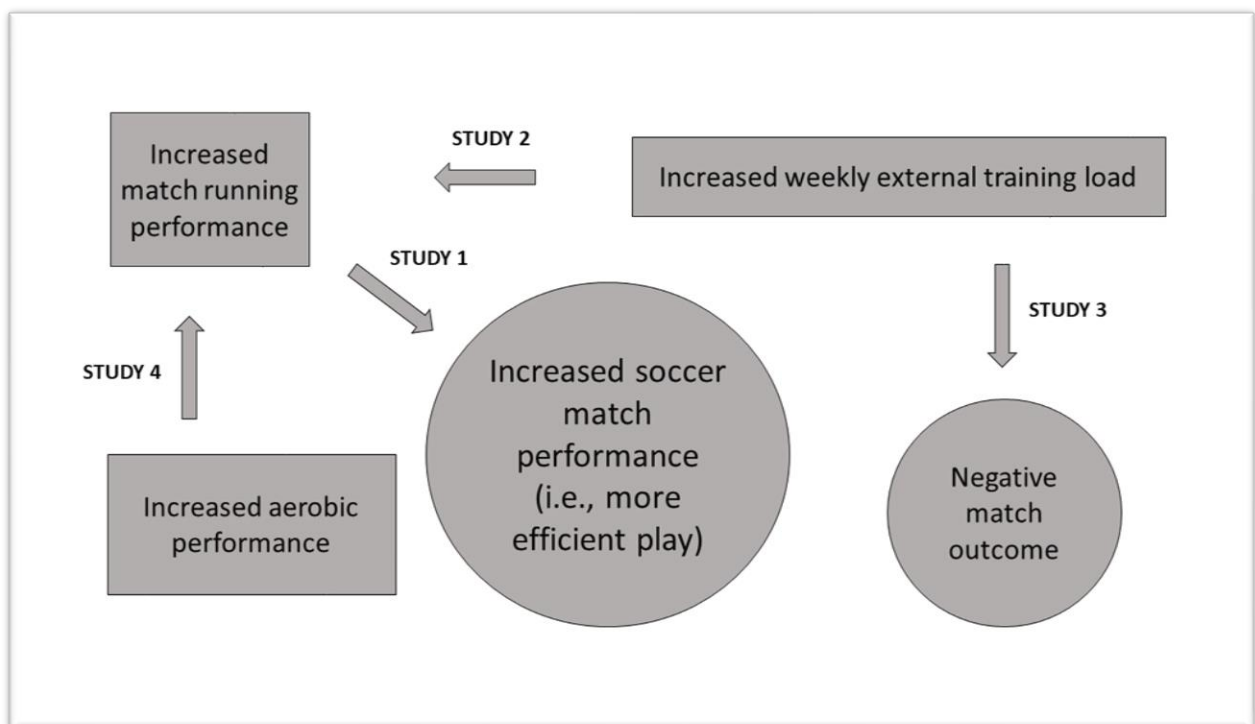 STUDY 2
Increased
match running
performance
Increased weekly external training load
STUDY 1
STUDY 3
STUDY 4
Increased soccer
match
performance
(i.e., more
efficient play)
Increased aerobic
performance
Negative
match
outcome